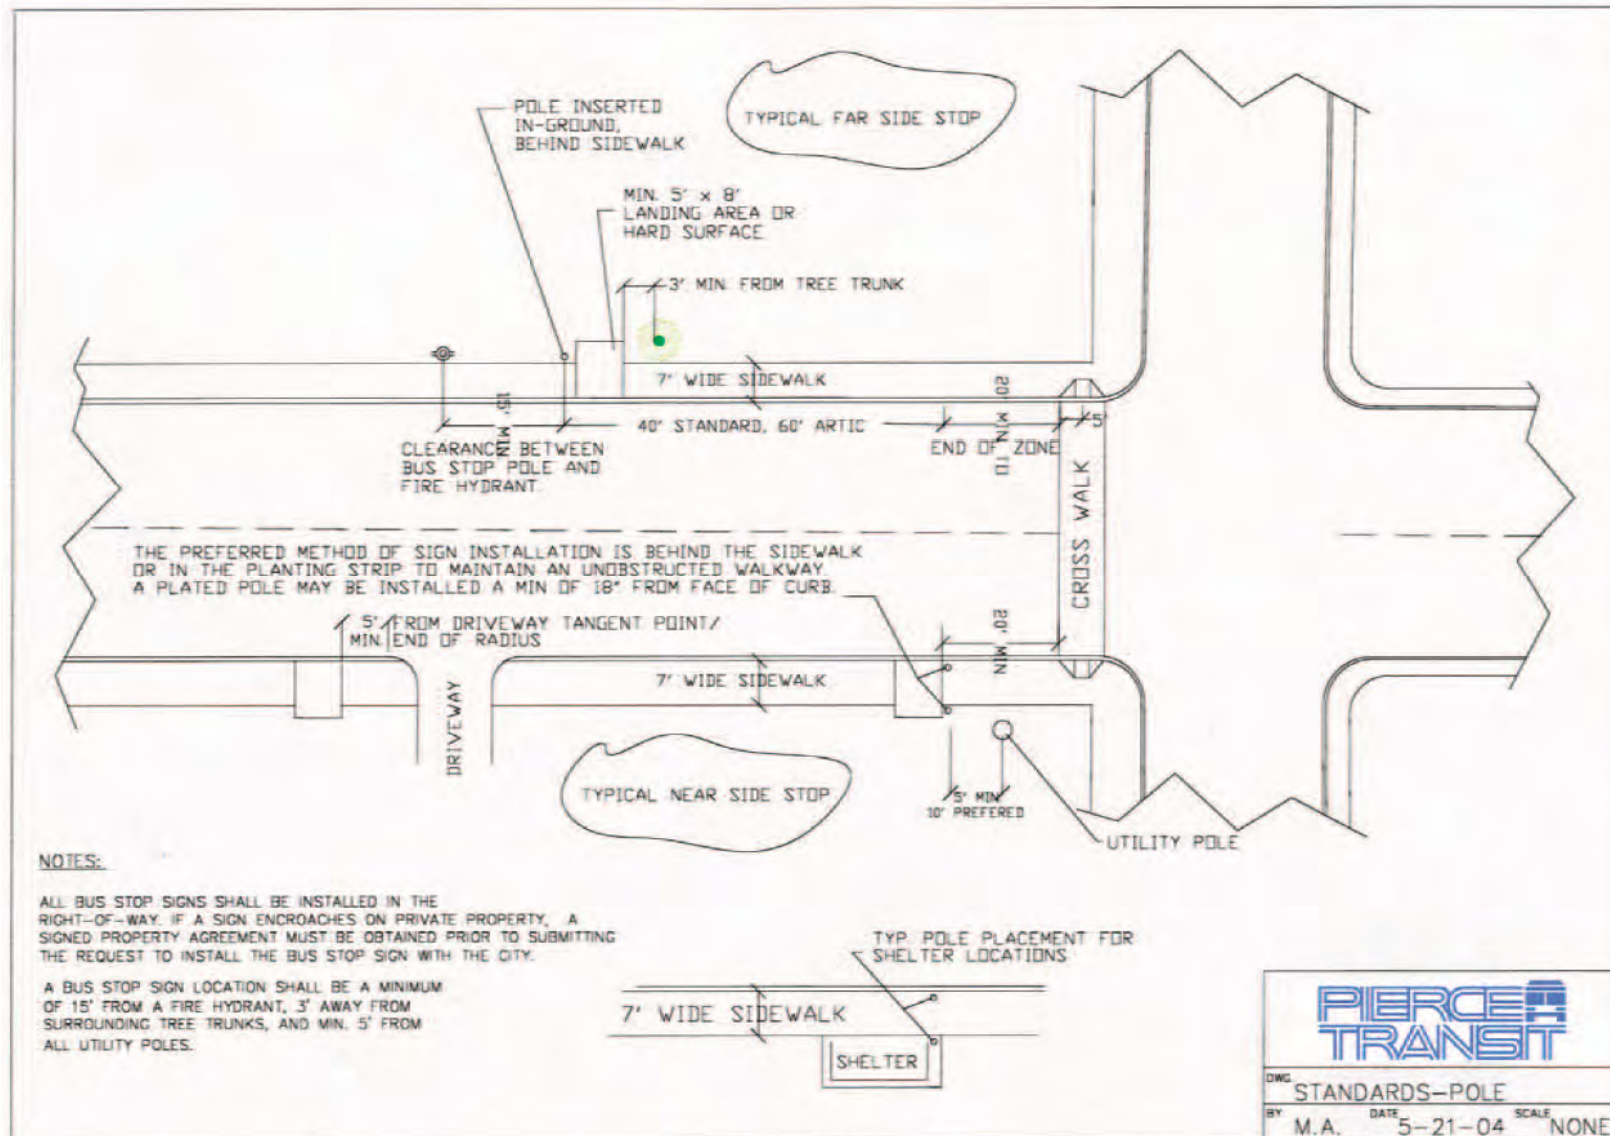 TYPICAL FAR SIDE STOP
POLE INSERTED
IN-GROUND,
BEHIND SIDEWALK
MIN. 5' x 8'
LANDING AREA OR
HARD SURFACE
3' MIN. FROM TREE TRUNK
7' WIDE SIDEWALK
15' MIN
40' STANDARD, 60' ARTIC
20' MIN TO
END OF ZONE
5'
CLEARANCE BETWEEN
BUS STOP POLE AND
FIRE HYDRANT.
CROSS WALK
THE PREFERRED METHOD OF SIGN INSTALLATION IS BEHIND THE SIDEWALK
OR IN THE PLANTING STRIP TO MAINTAIN AN UNOBSTRUCTED WALKWAY.
A PLATED POLE MAY BE INSTALLED A MIN OF 18" FROM FACE OF CURB.
5' FROM DRIVEWAY TANGENT POINT/
MIN. END OF RADIUS
20' MIN
7' WIDE SIDEWALK
DRIVEWAY
TYPICAL NEAR SIDE STOP
5' MIN
10' PREFERED
UTILITY POLE
NOTES:
ALL BUS STOP SIGNS SHALL BE INSTALLED IN THE
RIGHT-OF-WAY. IF A SIGN ENCROACHES ON PRIVATE PROPERTY, A
SIGNED PROPERTY AGREEMENT MUST BE OBTAINED PRIOR TO SUBMITTING
THE REQUEST TO INSTALL THE BUS STOP SIGN WITH THE CITY.
A BUS STOP SIGN LOCATION SHALL BE A MINIMUM
OF 15' FROM A FIRE HYDRANT, 3' AWAY FROM
SURROUNDING TREE TRUNKS, AND MIN. 5' FROM
ALL UTILITY POLES.
TYP. POLE PLACEMENT FOR
SHELTER LOCATIONS
7' WIDE SIDEWALK
SHELTER
PIERCE
TRANSIT
DWG STANDARDS-POLE
BY M.A. DATE 5-21-04 SCALE NONE